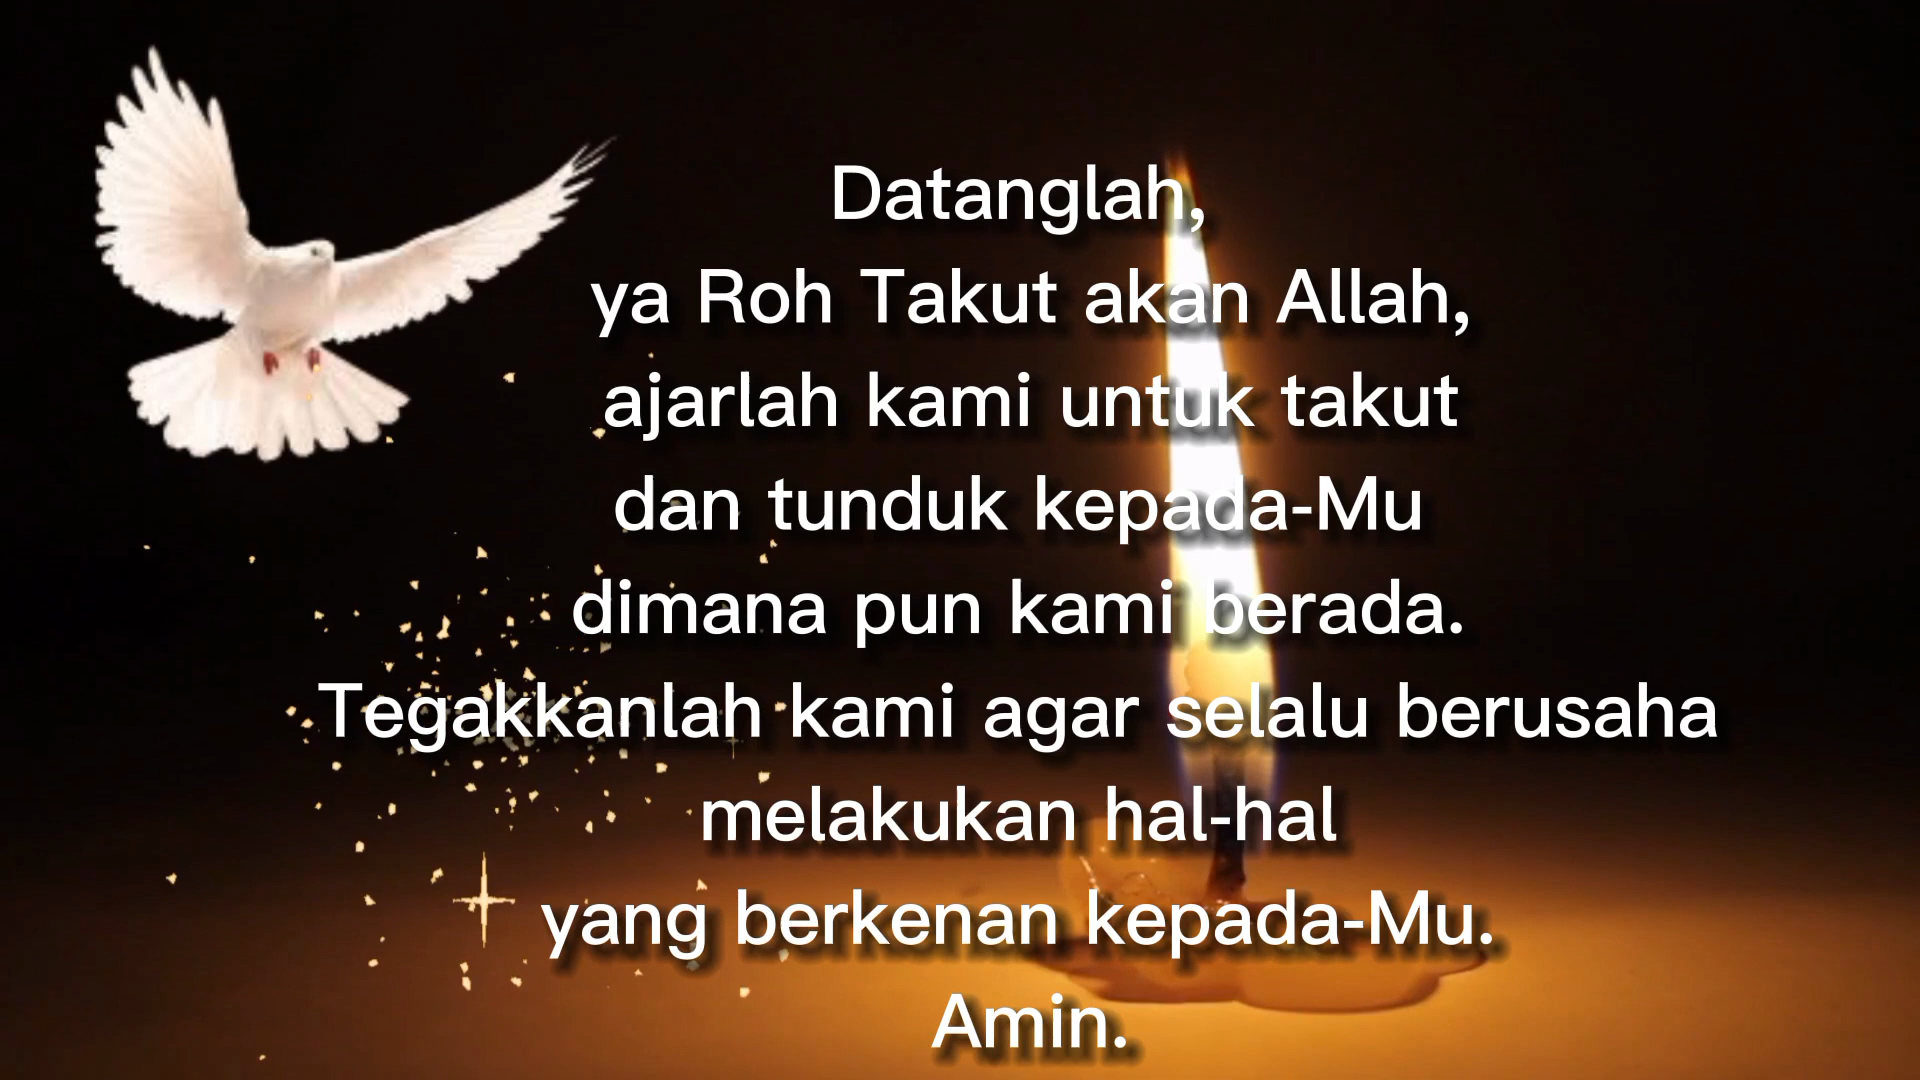 Datanglah,
ya Roh Takut akan Allah,
ajarlah kami untuk takut
dan tunduk kepada-Mu
dimana pun kami berada.
Tegakkanlah kami agar selalu berusaha
melakukan hal-hal
yang berkenan kepada-Mu.
Amin.